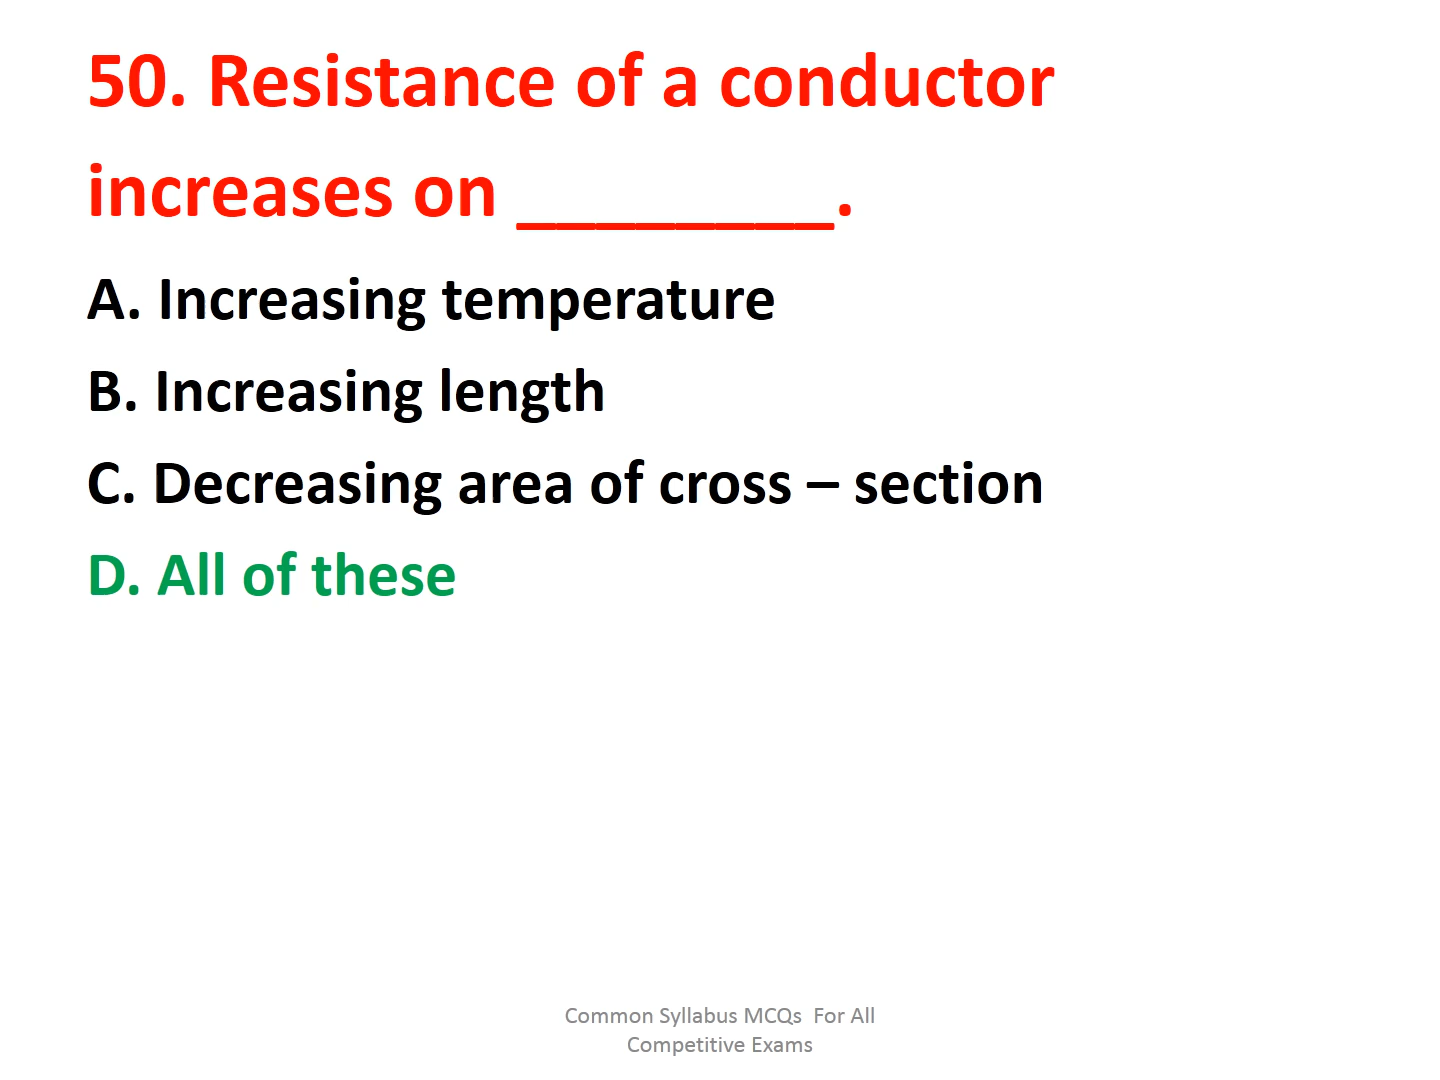 50. Resistance of a conductor
increases on ________.
A. Increasing temperature
B. Increasing length
C. Decreasing area of cross – section
D. All of these
Common Syllabus MCQs  For All
Competitive Exams